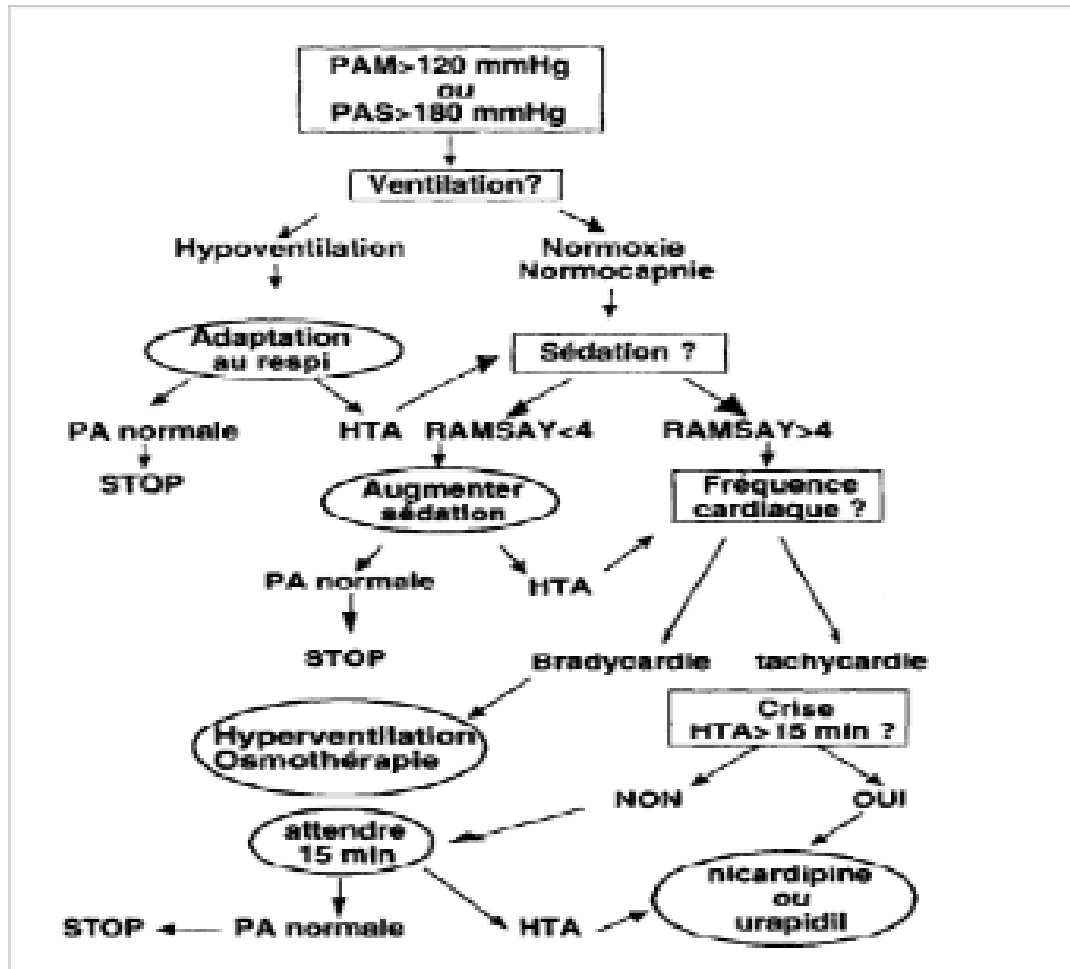 PAM>120 mmHg
ou
PAS>180 mmHg
Ventilation?
Hypoventilation
Normoxie
Normocapnie
Adaptation
au respi
Sédation ?
PA normale
HTA
RAMSAY<4
RAMSAY>4
STOP
Augmenter
sédation
Fréquence
cardiaque ?
PA normale
HTA
STOP
Bradycardie
tachycardie
Hyperventilation
Osmothérapie
Crise
HTA>15 min ?
NON
OUI
attendre
15 min
nicardipine
ou
urapidil
STOP
PA normale
HTA